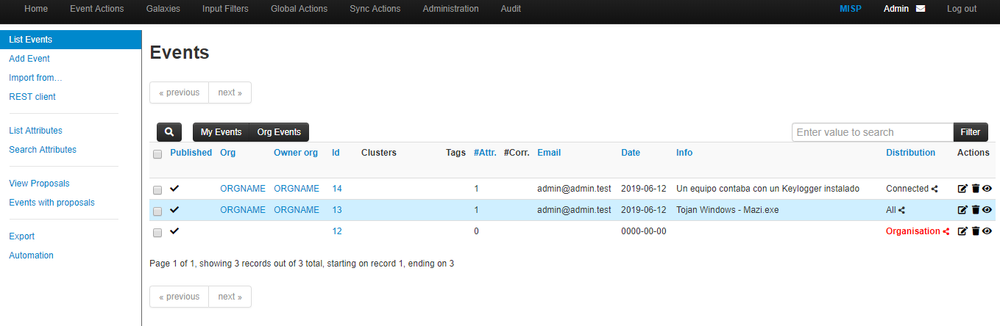 Home Event Actions Galaxies Input Filters Global Actions Sync Actions Administration Audit MISP Admin Log out
List Events
Add Event
Import from…
REST client
List Attributes
Search Attributes
View Proposals
Events with proposals
Export
Automation
Events
« previous next »
My Events Org Events Enter value to search Filter
Published Org Owner org Id Clusters Tags #Attr. #Corr. Email Date Info Distribution Actions
ORGNAME ORGNAME 14 1 admin@admin.test 2019-06-12 Un equipo contaba con un Keylogger instalado Connected
ORGNAME ORGNAME 13 1 admin@admin.test 2019-06-12 Tojan Windows - Mazi.exe All
12 0 0000-00-00 Organisation
Page 1 of 1, showing 3 records out of 3 total, starting on record 1, ending on 3
« previous next »